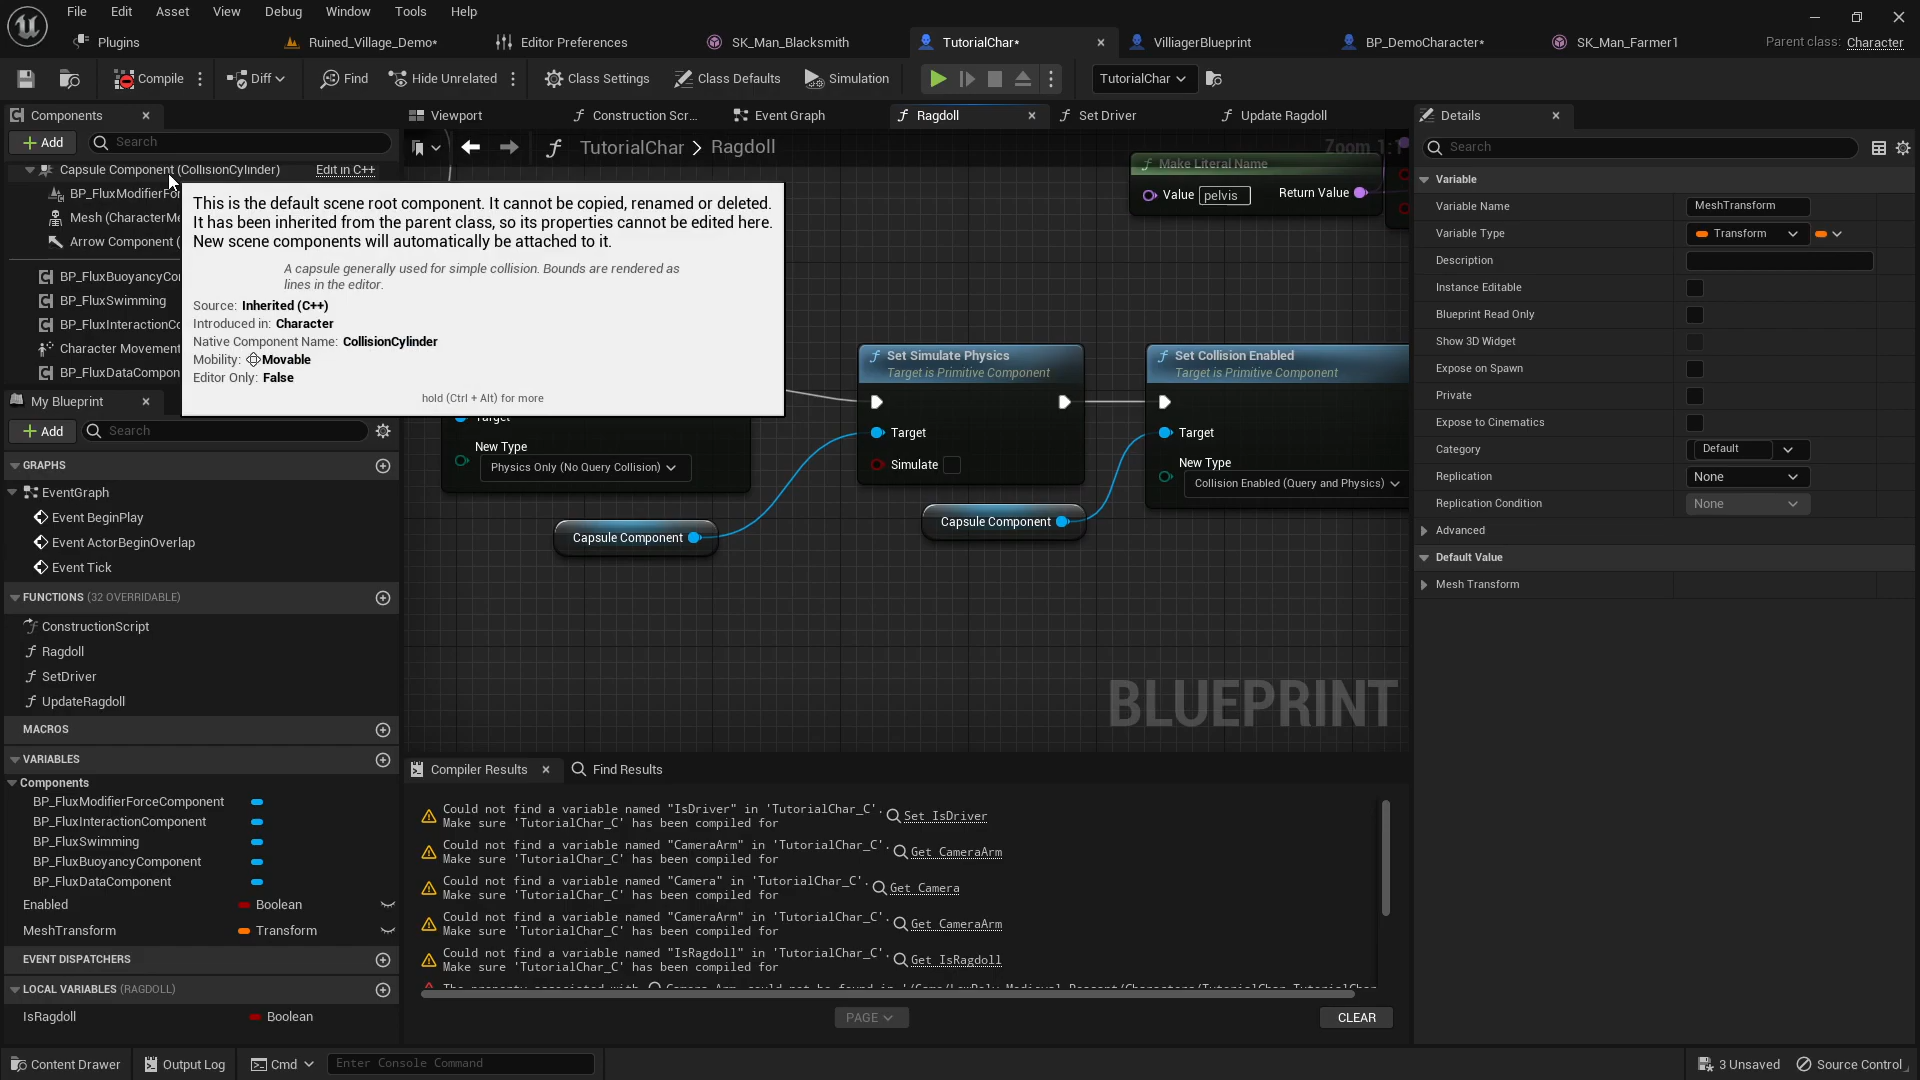 File Edit Asset View Debug Window Tools Help
Plugins Ruined_Village_Demo* Editor Preferences SK_Man_Blacksmith TutorialChar* VilliagerBlueprint BP_DemoCharacter* SK_Man_Farmer1 Parent class: Character
Compile Diff Find Hide Unrelated Class Settings Class Defaults Simulation TutorialChar
Components
Add Search
Capsule Component (CollisionCylinder) Edit in C++
BP_FluxModifierFor
Mesh (CharacterMe
Arrow Component (
BP_FluxBuoyancyCor
BP_FluxSwimming
BP_FluxInteractionCo
Character Movement
BP_FluxDataCompon
This is the default scene root component. It cannot be copied, renamed or deleted.
It has been inherited from the parent class, so its properties cannot be edited here.
New scene components will automatically be attached to it.
A capsule generally used for simple collision. Bounds are rendered as
lines in the editor.
Source: Inherited (C++)
Introduced in: Character
Native Component Name: CollisionCylinder
Mobility: Movable
Editor Only: False
hold (Ctrl + Alt) for more
My Blueprint
Add Search
GRAPHS
EventGraph
Event BeginPlay
Event ActorBeginOverlap
Event Tick
FUNCTIONS (32 OVERRIDABLE)
ConstructionScript
Ragdoll
SetDriver
UpdateRagdoll
MACROS
VARIABLES
Components
BP_FluxModifierForceComponent
BP_FluxInteractionComponent
BP_FluxSwimming
BP_FluxBuoyancyComponent
BP_FluxDataComponent
Enabled Boolean
MeshTransform Transform
EVENT DISPATCHERS
LOCAL VARIABLES (RAGDOLL)
IsRagdoll Boolean
Viewport Construction Scr... Event Graph Ragdoll Set Driver Update Ragdoll
TutorialChar > Ragdoll
Zoom 1:1
Make Literal Name
Value pelvis Return Value
Target
New Type
Physics Only (No Query Collision)
Capsule Component
Set Simulate Physics
Target is Primitive Component
Target
Simulate
Capsule Component
Set Collision Enabled
Target is Primitive Component
Target
New Type
Collision Enabled (Query and Physics)
BLUEPRINT
Compiler Results Find Results
Could not find a variable named "IsDriver" in 'TutorialChar_C'.
Make sure 'TutorialChar_C' has been compiled for Set IsDriver
Could not find a variable named "CameraArm" in 'TutorialChar_C'.
Make sure 'TutorialChar_C' has been compiled for Get CameraArm
Could not find a variable named "Camera" in 'TutorialChar_C'.
Make sure 'TutorialChar_C' has been compiled for Get Camera
Could not find a variable named "CameraArm" in 'TutorialChar_C'.
Make sure 'TutorialChar_C' has been compiled for Get CameraArm
Could not find a variable named "IsRagdoll" in 'TutorialChar_C'.
Make sure 'TutorialChar_C' has been compiled for Get IsRagdoll
The property associated with Camera Arm could not be found in
PAGE CLEAR
Details
Search
Variable
Variable Name MeshTransform
Variable Type Transform
Description
Instance Editable
Blueprint Read Only
Show 3D Widget
Expose on Spawn
Private
Expose to Cinematics
Category Default
Replication None
Replication Condition None
Advanced
Default Value
Mesh Transform
Content Drawer Output Log Cmd Enter Console Command 3 Unsaved Source Control